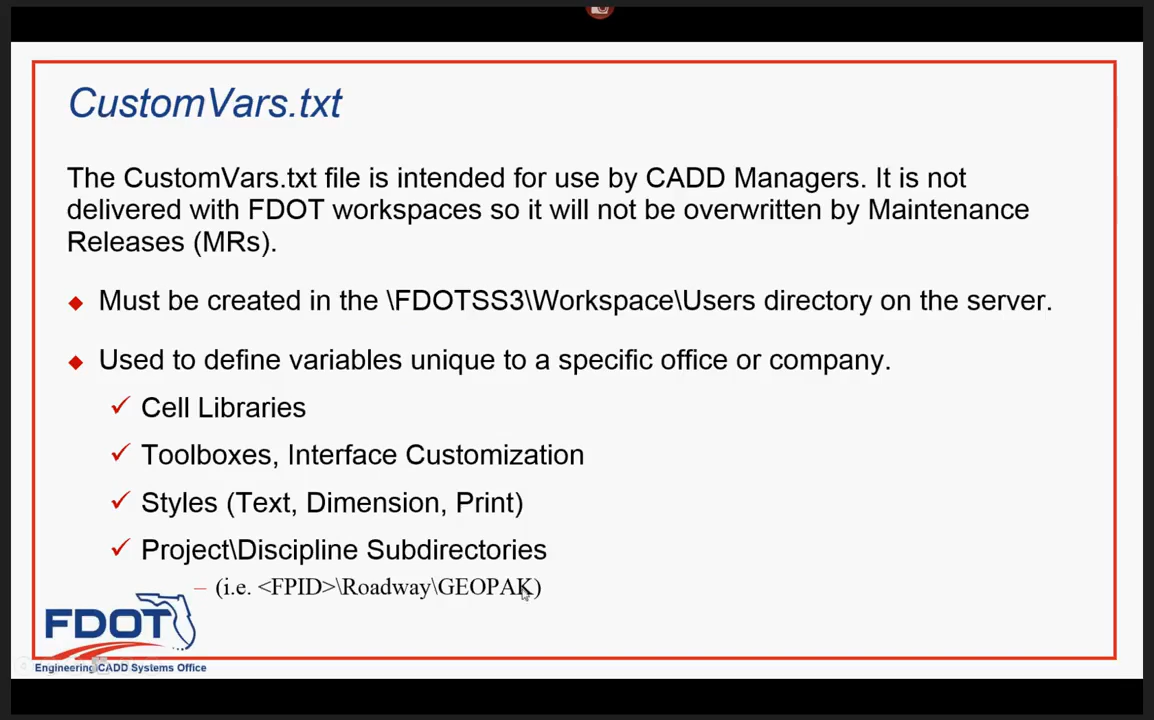 CustomVars.txt
The CustomVars.txt file is intended for use by CADD Managers. It is not
delivered with FDOT workspaces so it will not be overwritten by Maintenance
Releases (MRs).
Must be created in the \FDOTSS3\Workspace\Users directory on the server.
Used to define variables unique to a specific office or company.
Cell Libraries
Toolboxes, Interface Customization
Styles (Text, Dimension, Print)
Project\Discipline Subdirectories
– (i.e. <FPID>\Roadway\GEOPAK)
FDOT
Engineering CADD Systems Office